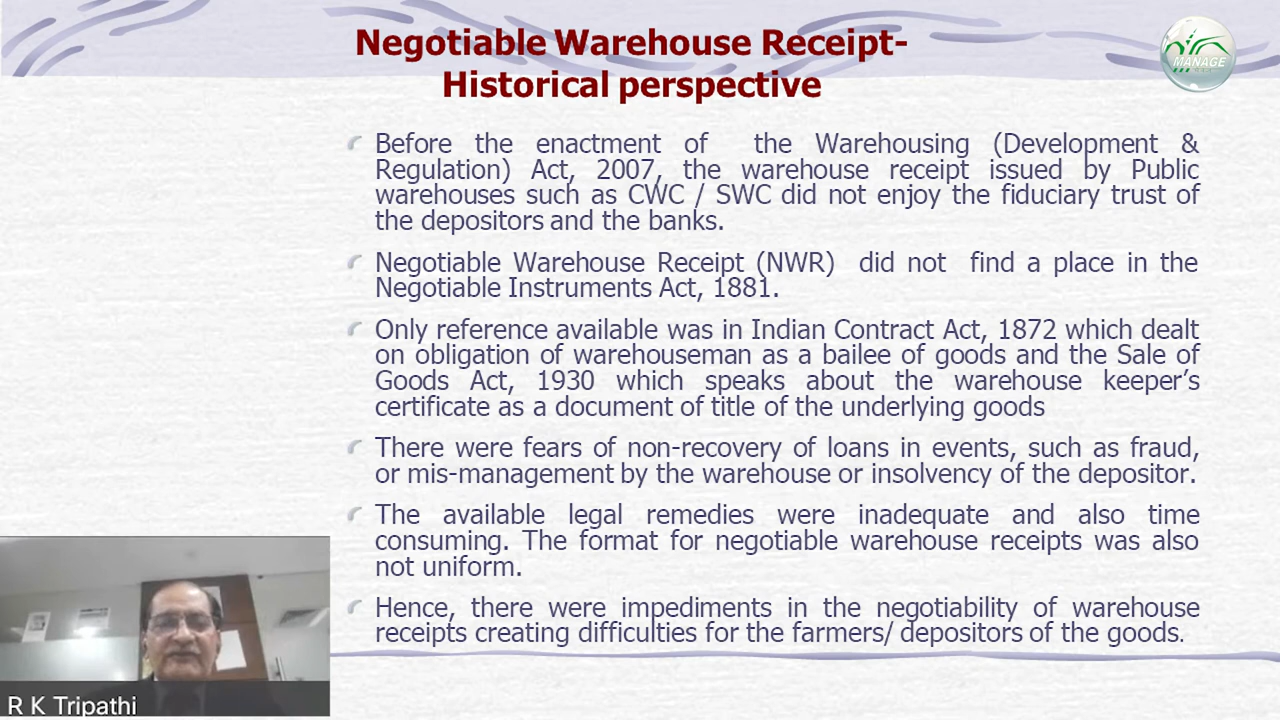 Negotiable Warehouse Receipt-
Historical perspective
MANAGE
Before the enactment of the Warehousing (Development &
Regulation) Act, 2007, the warehouse receipt issued by Public
warehouses such as CWC / SWC did not enjoy the fiduciary trust of
the depositors and the banks.
Negotiable Warehouse Receipt (NWR) did not find a place in the
Negotiable Instruments Act, 1881.
Only reference available was in Indian Contract Act, 1872 which dealt
on obligation of warehouseman as a bailee of goods and the Sale of
Goods Act, 1930 which speaks about the warehouse keeper’s
certificate as a document of title of the underlying goods
There were fears of non-recovery of loans in events, such as fraud,
or mis-management by the warehouse or insolvency of the depositor.
The available legal remedies were inadequate and also time
consuming. The format for negotiable warehouse receipts was also
not uniform.
Hence, there were impediments in the negotiability of warehouse
receipts creating difficulties for the farmers/ depositors of the goods.
R K Tripathi